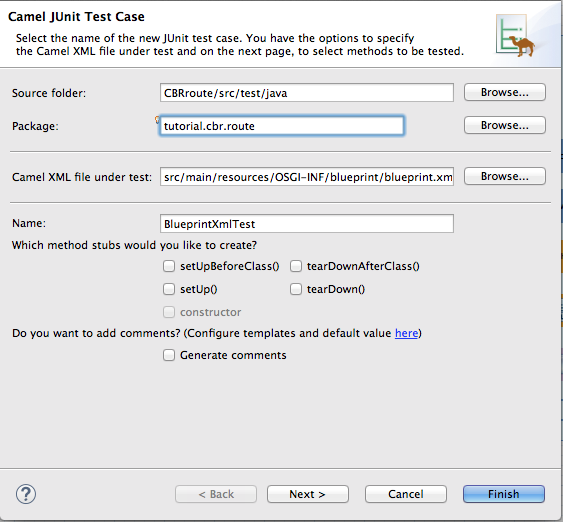 Camel JUnit Test Case
Select the name of the new JUnit test case. You have the options to specify
the Camel XML file under test and on the next page, to select methods to be tested.
Source folder: CBRroute/src/test/java Browse...
Package: tutorial.cbr.route Browse...
Camel XML file under test: src/main/resources/OSGI-INF/blueprint/blueprint.xm Browse...
Name: BlueprintXmlTest
Which method stubs would you like to create?
setUpBeforeClass() tearDownAfterClass()
setUp() tearDown()
constructor
Do you want to add comments? (Configure templates and default value here)
Generate comments
? < Back Next > Cancel Finish